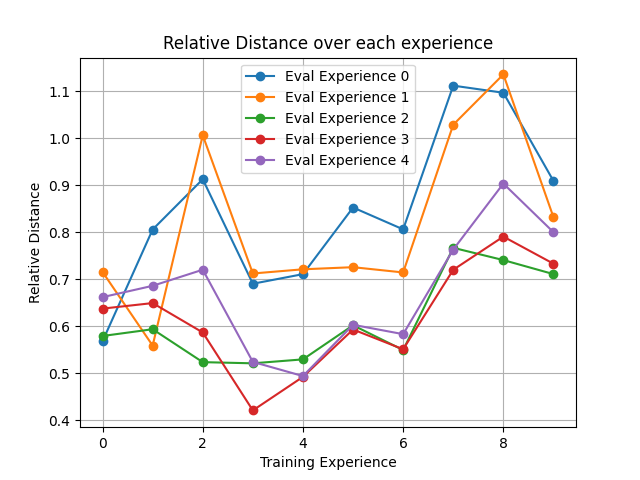 Relative Distance over each experience
Eval Experience 0
Eval Experience 1
Eval Experience 2
Eval Experience 3
Eval Experience 4
Relative Distance
1.1
1.0
0.9
0.8
0.7
0.6
0.5
0.4
0 2 4 6 8
Training Experience